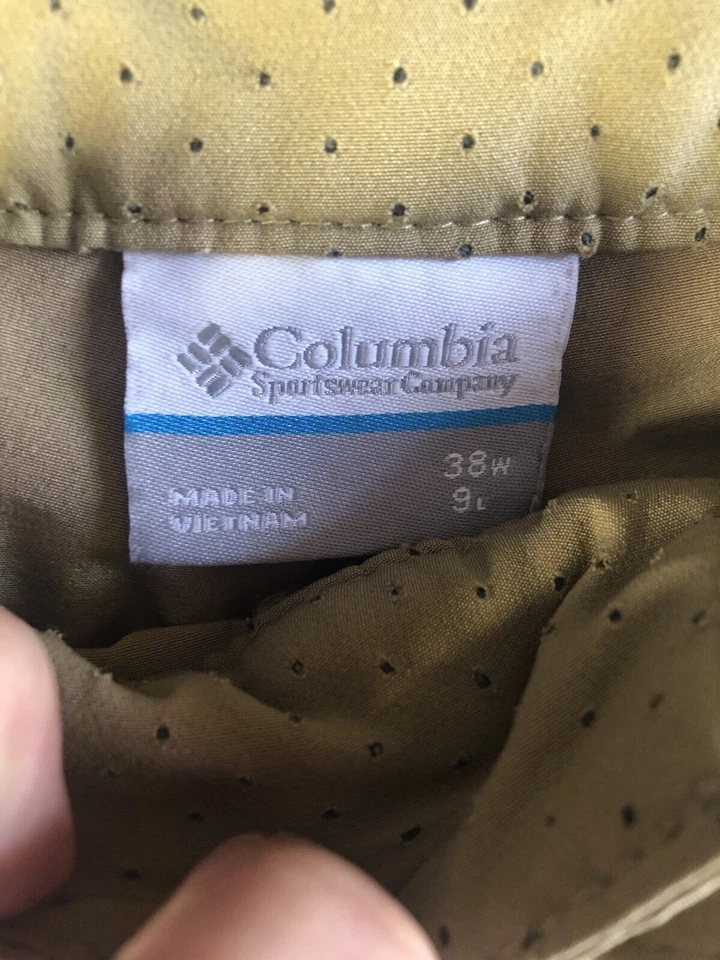 Columbia
Sportswear Company
38W
9L
MADE IN
VIETNAM